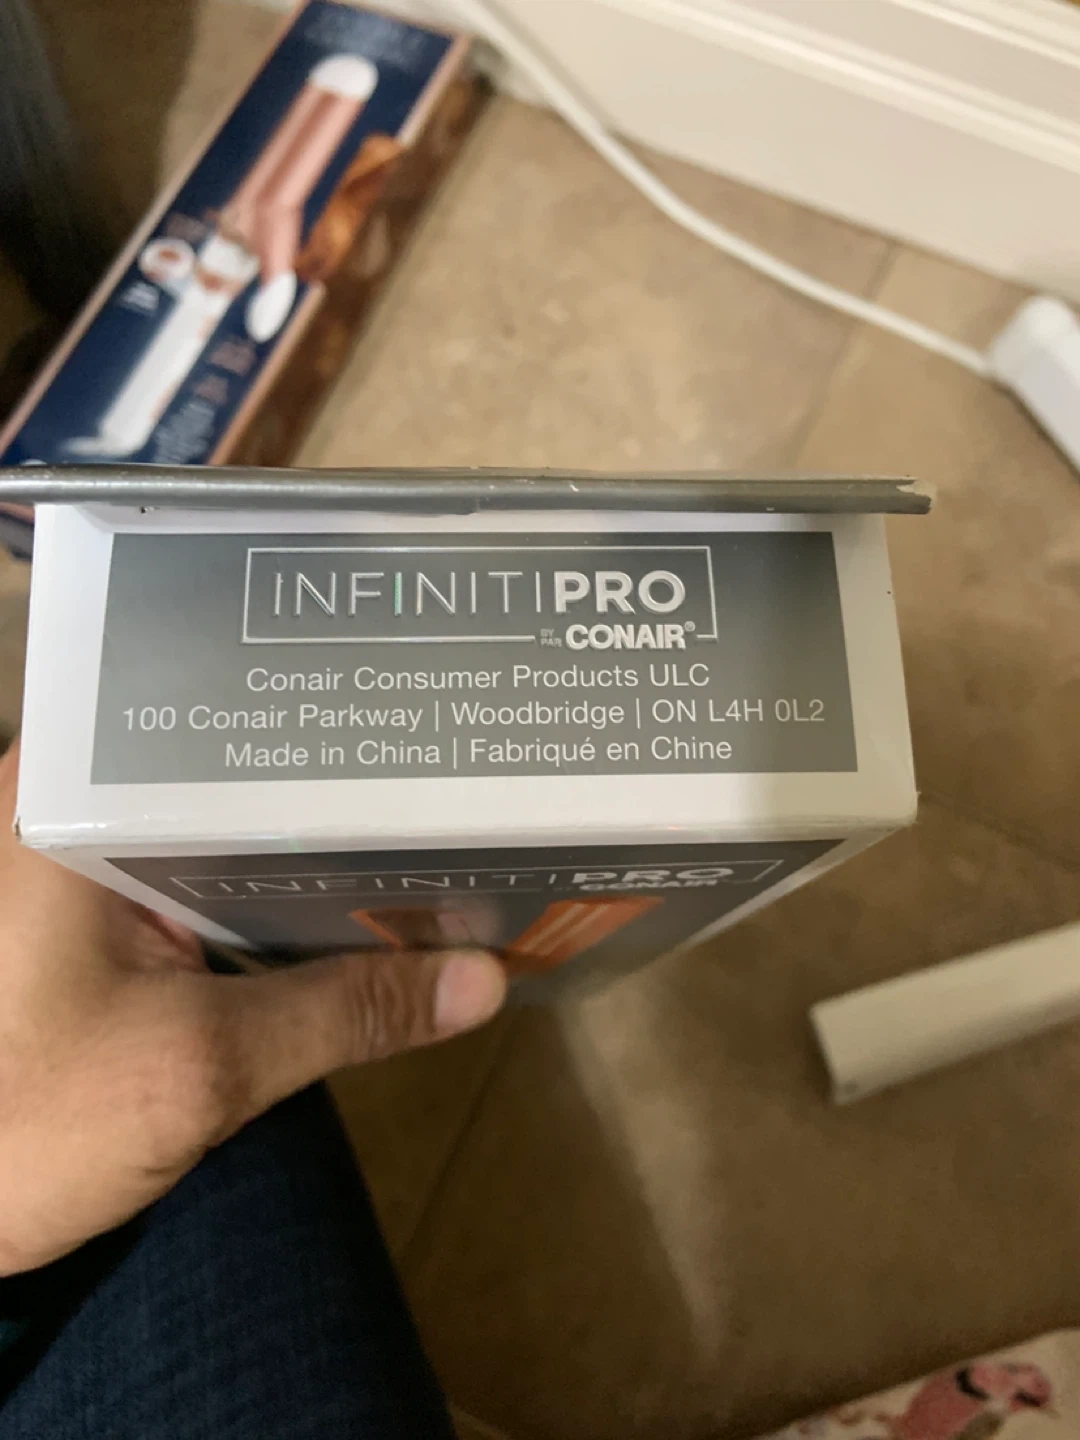 INFINITIPRO
BY
PAR CONAIR®
Conair Consumer Products ULC
100 Conair Parkway | Woodbridge | ON L4H 0L2
Made in China | Fabriqué en Chine
INFINITIPRO
CONAIR